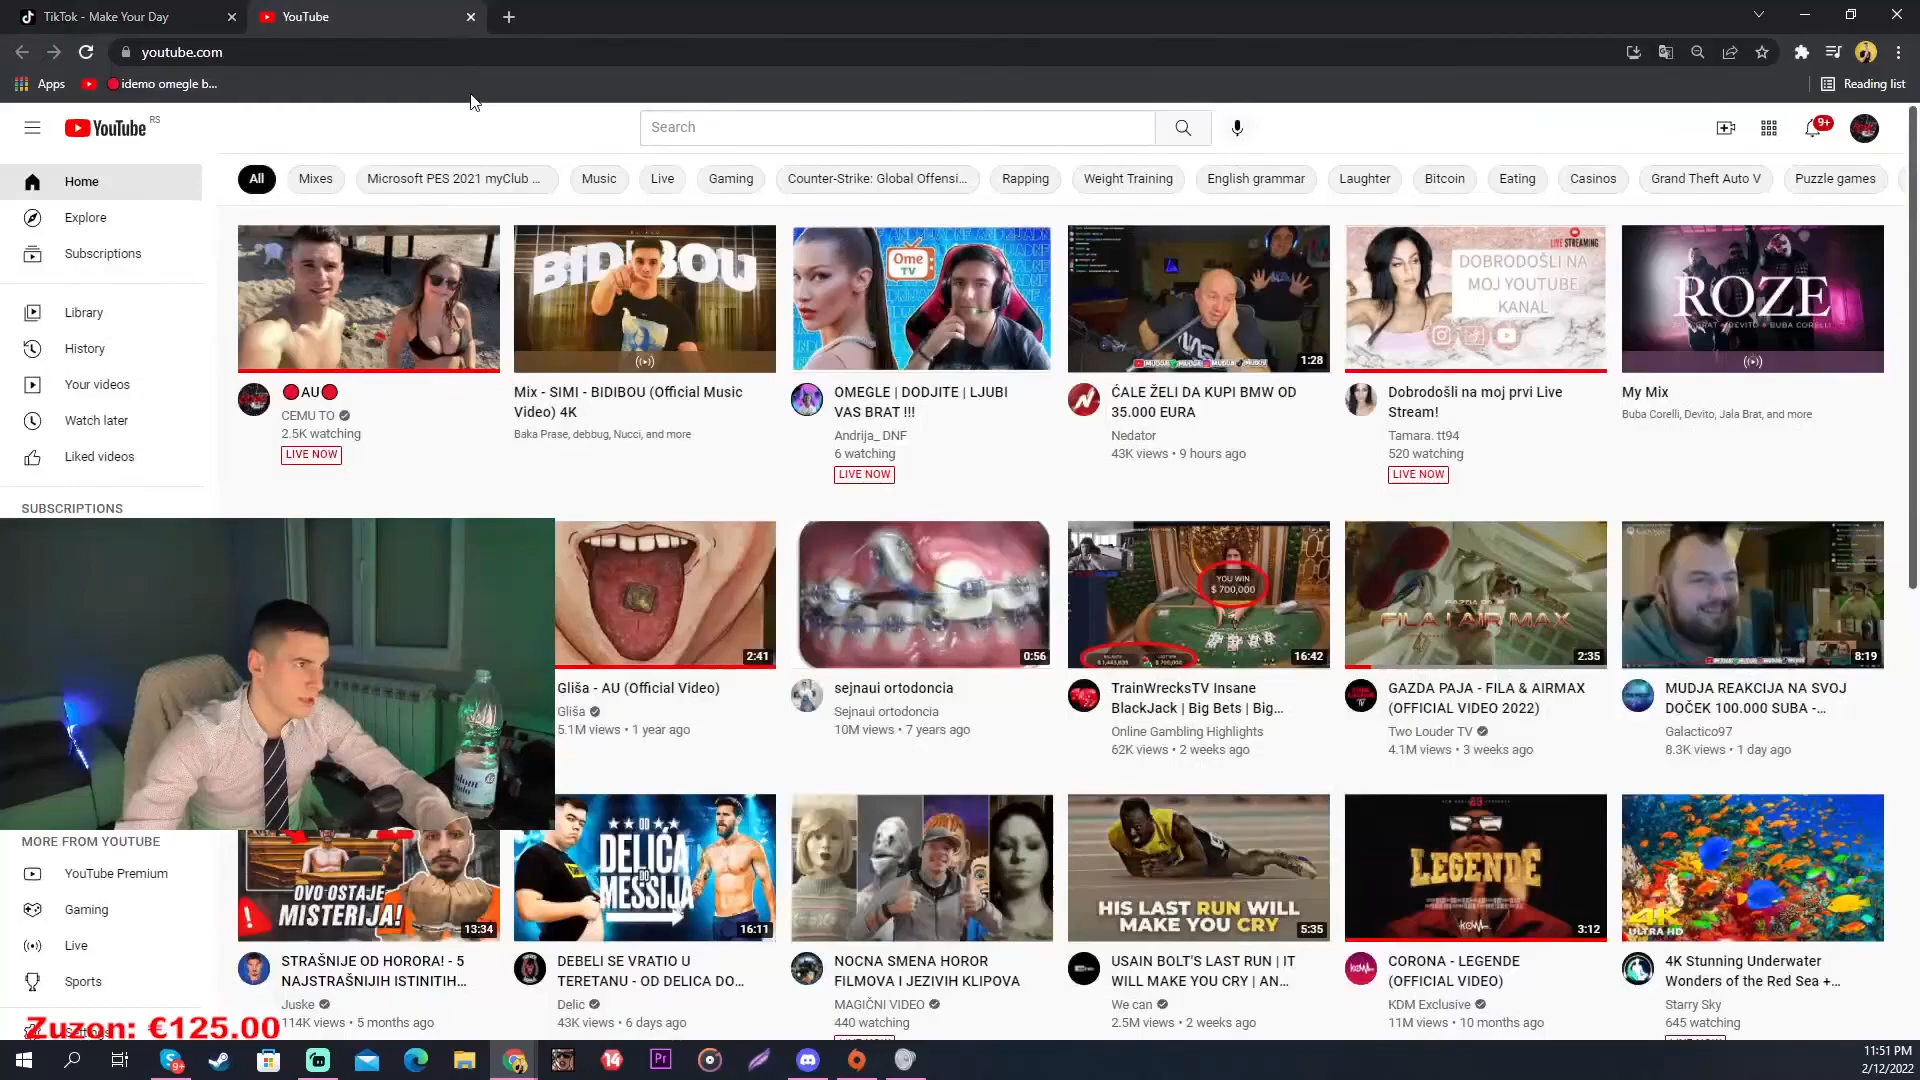 TikTok - Make Your Day
YouTube
youtube.com
Apps
idemo omegle b...
Reading list
YouTube RS
Search
9+
Home
Explore
Subscriptions
Library
History
Your videos
Watch later
Liked videos
SUBSCRIPTIONS
All
Mixes
Microsoft PES 2021 myClub ...
Music
Live
Gaming
Counter-Strike: Global Offensi...
Rapping
Weight Training
English grammar
Laughter
Bitcoin
Eating
Casinos
Grand Theft Auto V
Puzzle games
AU
CEMU TO
2.5K watching
LIVE NOW
BIDIBOU
Mix - SIMI - BIDIBOU (Official Music
Video) 4K
Baka Prase, debbug, Nucci, and more
Ome
TV
OMEGLE | DODJITE | LJUBI
VAS BRAT !!!
Andrija_ DNF
6 watching
LIVE NOW
1:28
ĆALE ŽELI DA KUPI BMW OD
35.000 EURA
Nedator
43K views • 9 hours ago
LIVE STREAMING
DOBRODOŠLI NA
MOJ YOUTUBE
KANAL
Dobrodošli na moj prvi Live
Stream!
Tamara. tt94
520 watching
LIVE NOW
ROZE
My Mix
Buba Corelli, Devito, Jala Brat, and more
2:41
Gliša - AU (Official Video)
Gliša
5.1M views • 1 year ago
0:56
sejnaui ortodoncia
Sejnaui ortodoncia
10M views • 7 years ago
YOU WIN
$ 700,000
16:42
TrainWrecksTV Insane
BlackJack | Big Bets | Big...
Online Gambling Highlights
62K views • 2 weeks ago
GAZDA PAJA
FILA I AIR MAX
2:35
GAZDA PAJA - FILA & AIRMAX
(OFFICIAL VIDEO 2022)
Two Louder TV
4.1M views • 3 weeks ago
8:19
MUDJA REAKCIJA NA SVOJ
DOČEK 100.000 SUBA -...
Galactico97
8.3K views • 1 day ago
MORE FROM YOUTUBE
YouTube Premium
Gaming
Live
Sports
Settings
Zuzon: €125.00
OVO OSTAJE
MISTERIJA!
13:34
STRAŠNIJE OD HORORA! - 5
NAJSTRAŠNIJIH ISTINITIH...
Juske
114K views • 5 months ago
OD
DELIĆA
DO
MESSIJA
16:11
DEBELI SE VRATIO U
TERETANU - OD DELICA DO...
Delic
43K views • 6 days ago
NOCNA SMENA HOROR
FILMOVA I JEZIVIH KLIPOVA
MAGIČNI VIDEO
440 watching
HIS LAST RUN WILL
MAKE YOU CRY
5:35
USAIN BOLT'S LAST RUN | IT
WILL MAKE YOU CRY | AN...
We can
2.5M views • 2 weeks ago
LEGENDE
3:12
CORONA - LEGENDE
(OFFICIAL VIDEO)
KDM Exclusive
11M views • 10 months ago
4K
ULTRA HD
4K Stunning Underwater
Wonders of the Red Sea +...
Starry Sky
645 watching
9+
14
Pr
11:51 PM
2/12/2022